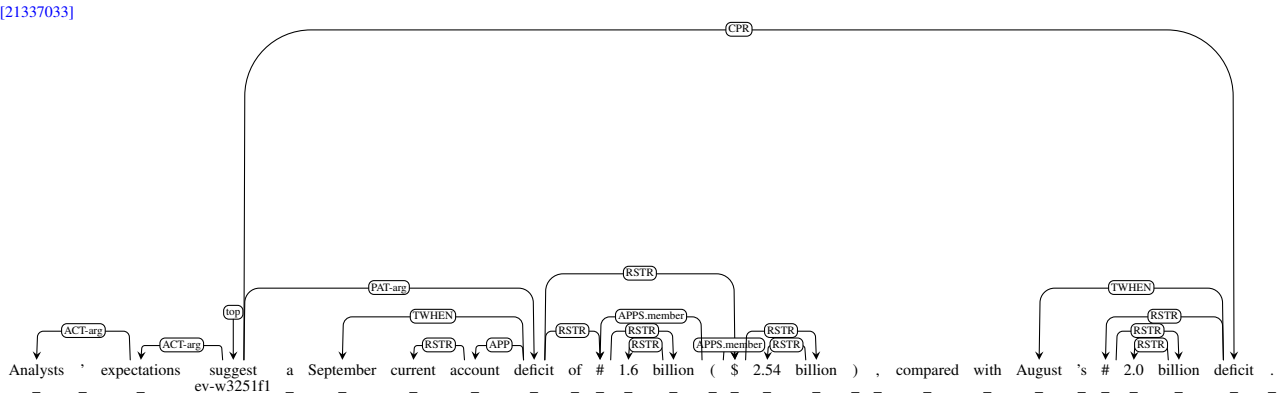 [21337033]
CPR
RSTR
PAT-arg TWHEN
top TWHEN APPS.member RSTR
ACT-arg RSTR RSTR RSTR RSTR
ACT-arg RSTR APP RSTR APPS.member RSTR RSTR
Analysts ’ expectations suggest a September current account deficit of # 1.6 billion ( $ 2.54 billion ) , compared with August ’s # 2.0 billion deficit .
_ _ _ ev-w3251f1 _ _ _ _ _ _ _ _ _ _ _ _ _ _ _ _ _ _ _ _ _ _ _ _